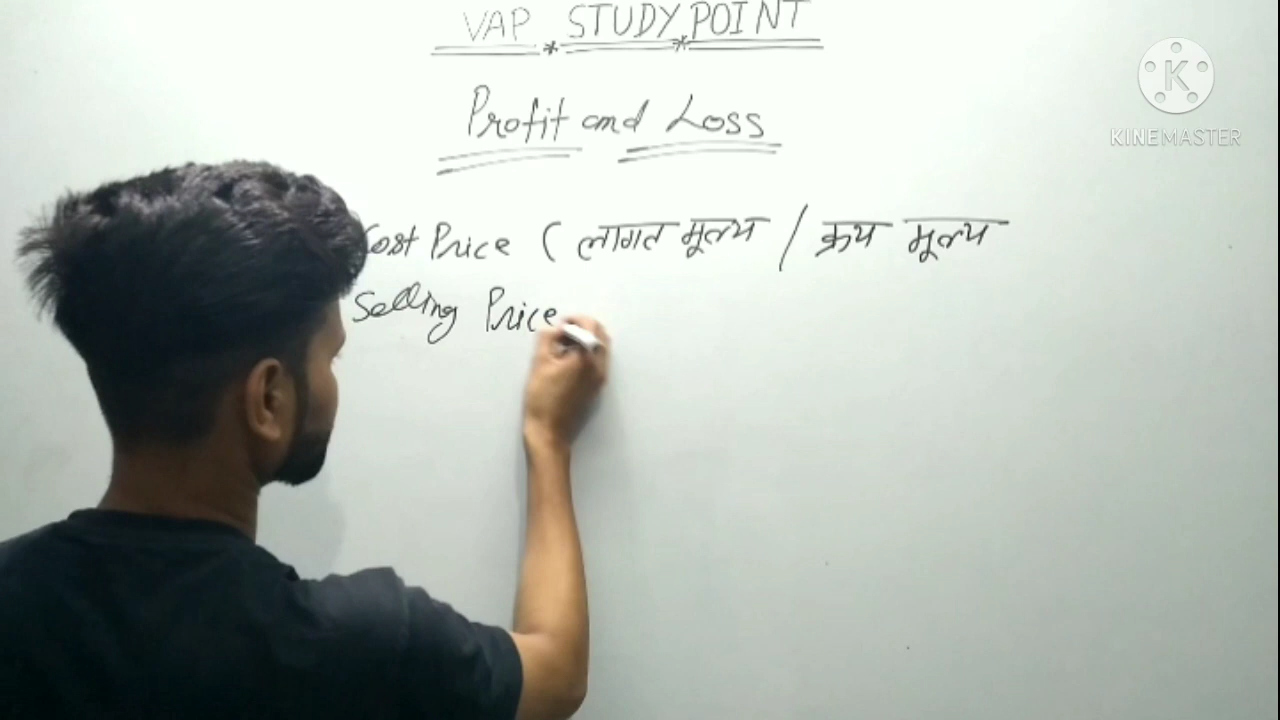 VAP STUDY POINT
Profit and Loss
Cost Price ( लागत मूल्य / क्रय मूल्य
Selling Price
K
KINEMASTER